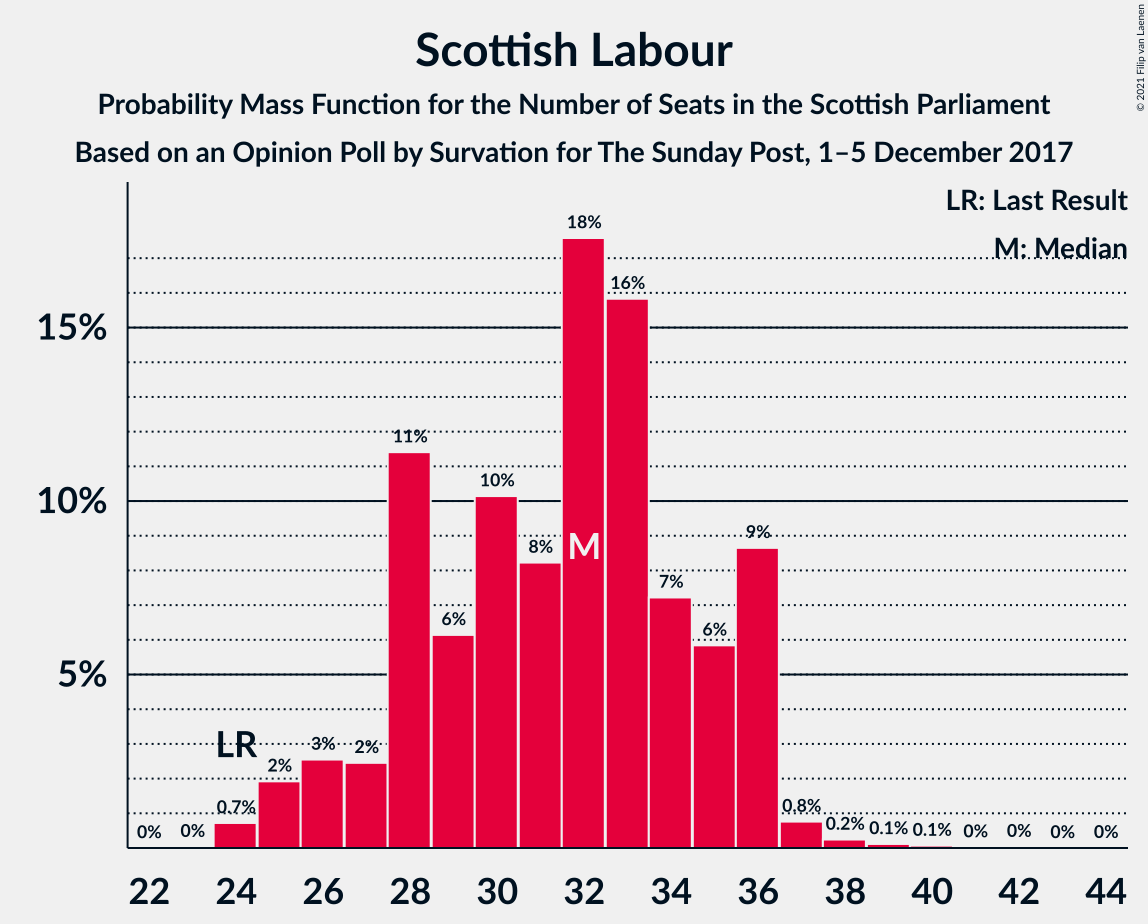 Scottish Labour
Probability Mass Function for the Number of Seats in the Scottish Parliament
Based on an Opinion Poll by Survation for The Sunday Post, 1–5 December 2017
© 2021 Filip van Laenen
LR: Last Result
M: Median
15%
10%
5%
0%
0%
0.7%
LR
2%
3%
2%
11%
6%
10%
8%
18%
M
16%
7%
6%
9%
0.8%
0.2%
0.1%
0.1%
0%
0%
0%
0%
22 24 26 28 30 32 34 36 38 40 42 44